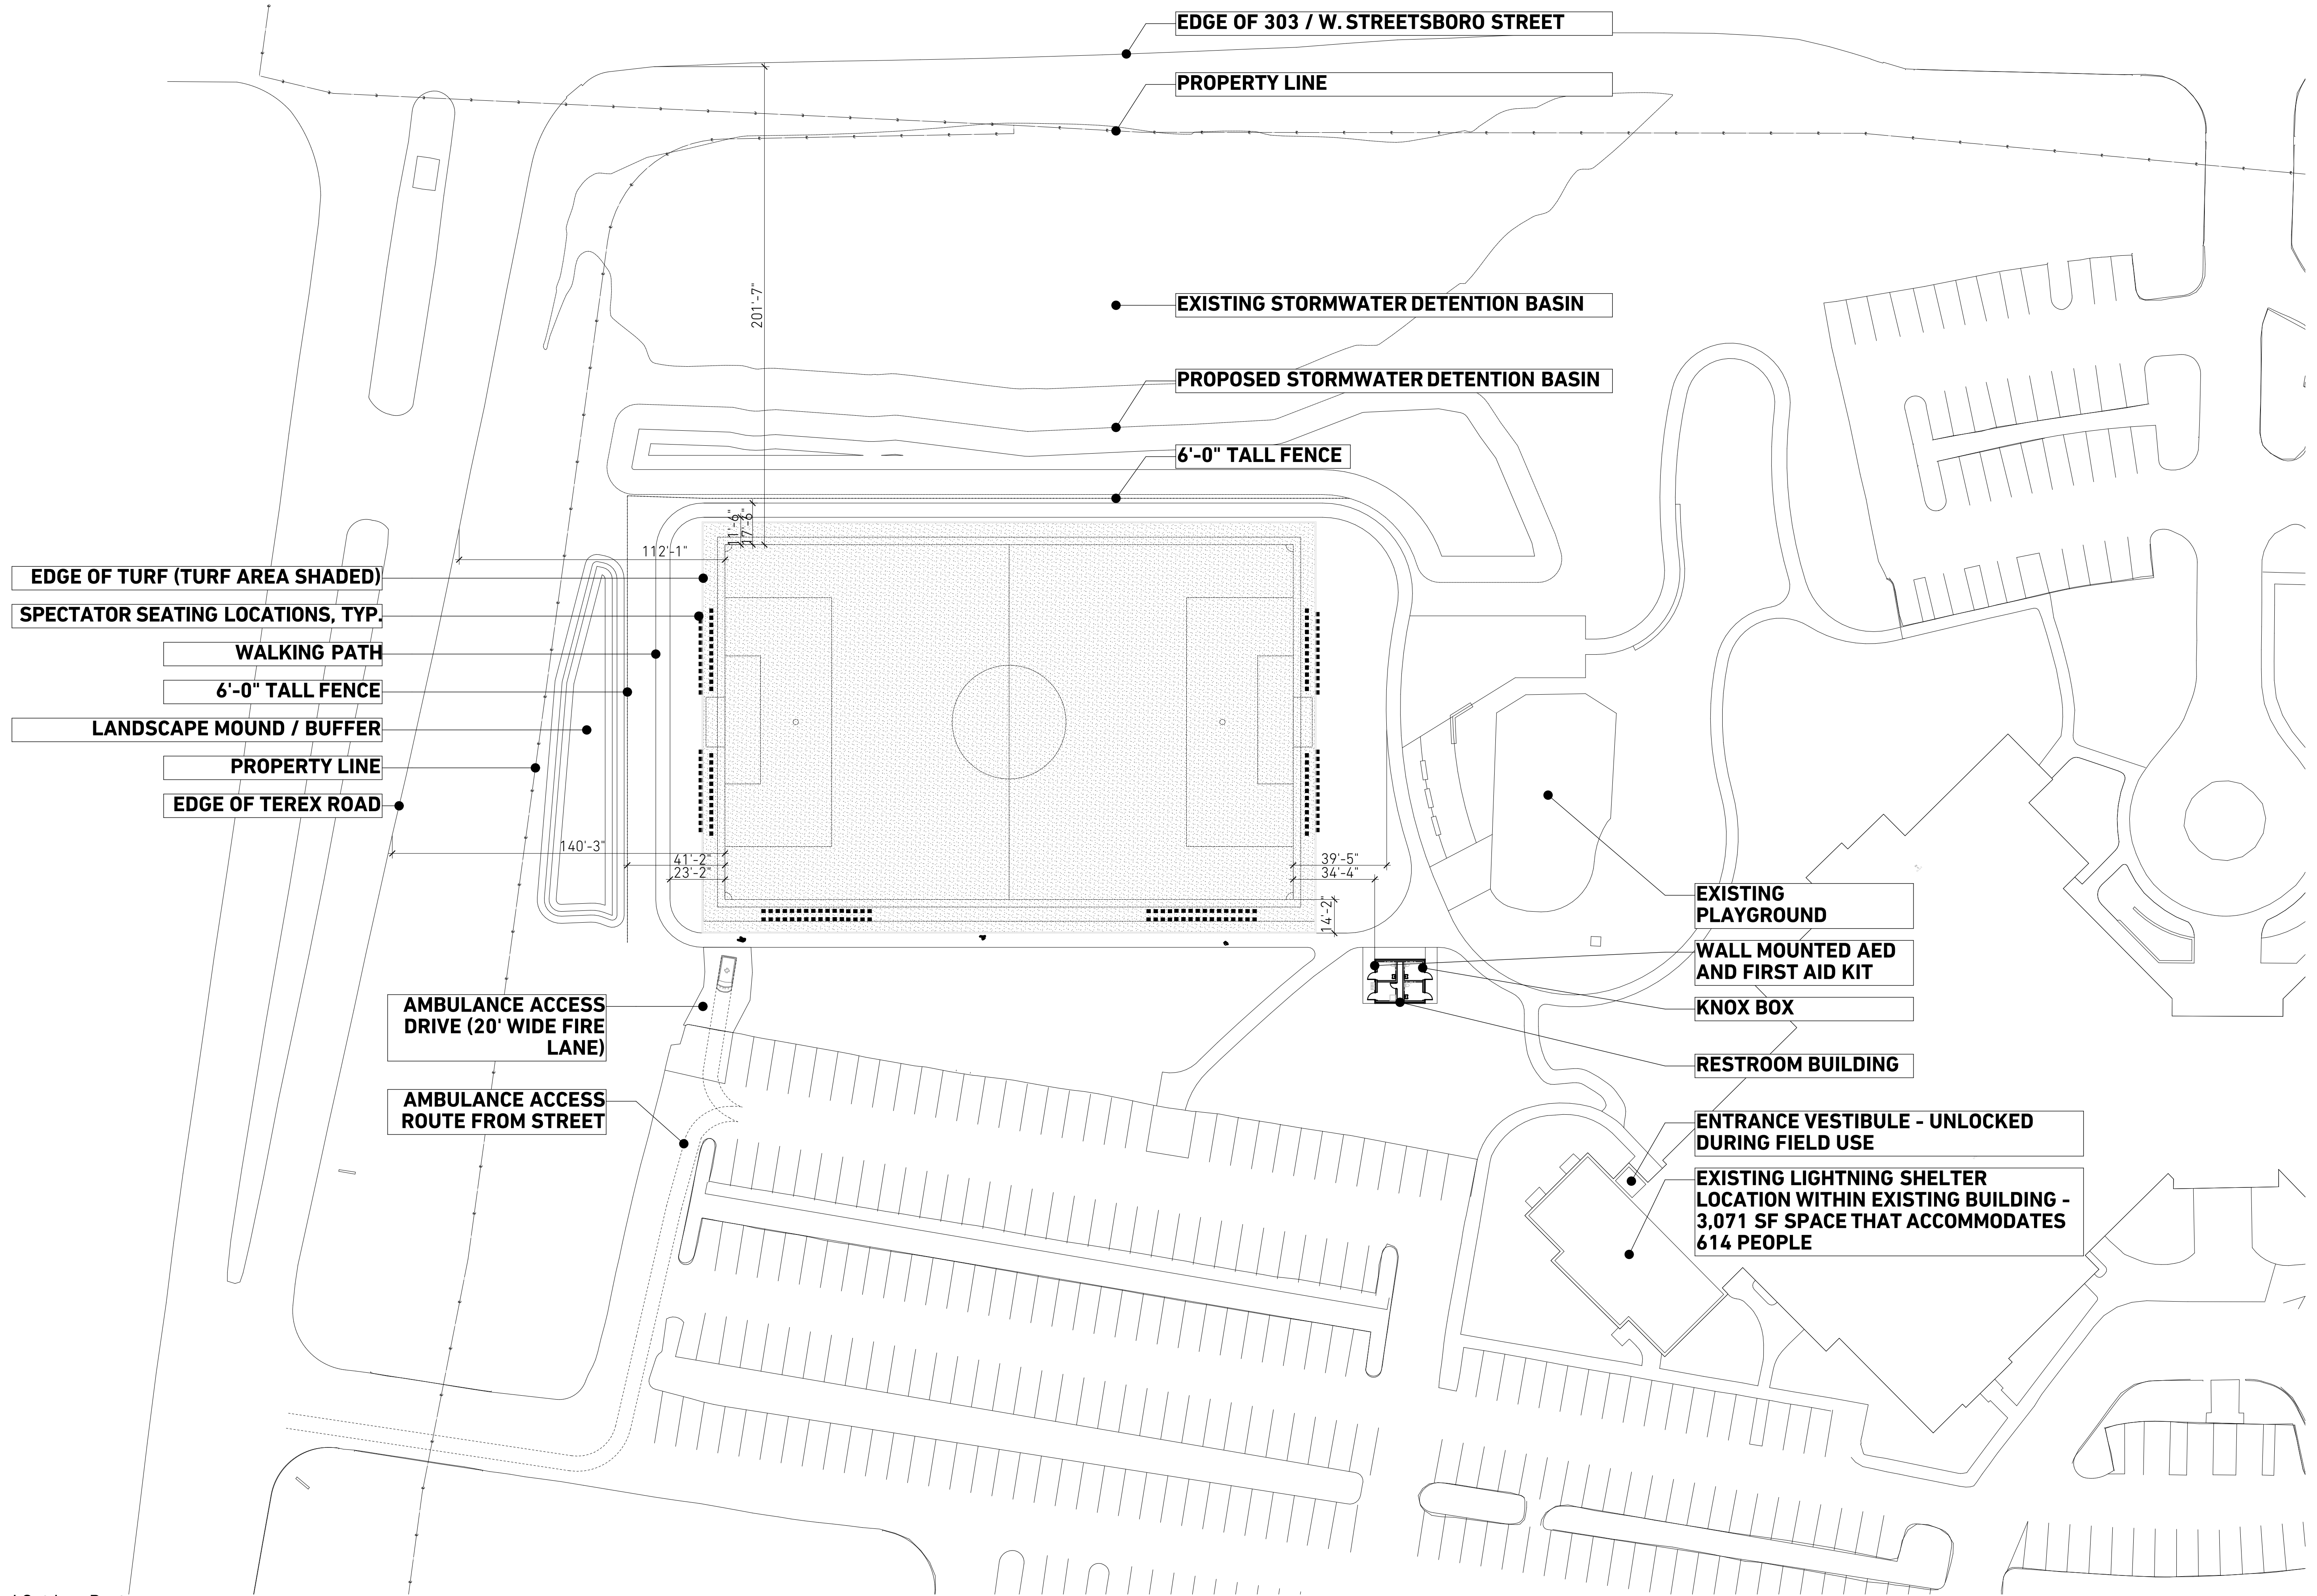 EDGE OF 303 / W. STREETSBORO STREET
PROPERTY LINE
201'-7"
EXISTING STORMWATER DETENTION BASIN
PROPOSED STORMWATER DETENTION BASIN
6'-0" TALL FENCE
11'-6"
17'-6"
112'-1"
EDGE OF TURF (TURF AREA SHADED)
SPECTATOR SEATING LOCATIONS, TYP.
WALKING PATH
6'-0" TALL FENCE
LANDSCAPE MOUND / BUFFER
PROPERTY LINE
EDGE OF TEREX ROAD
140'-3"
41'-2"
23'-2"
39'-5"
34'-4"
14'-2"
EXISTING
PLAYGROUND
WALL MOUNTED AED
AND FIRST AID KIT
KNOX BOX
RESTROOM BUILDING
AMBULANCE ACCESS
DRIVE (20' WIDE FIRE
LANE)
AMBULANCE ACCESS
ROUTE FROM STREET
ENTRANCE VESTIBULE - UNLOCKED
DURING FIELD USE
EXISTING LIGHTNING SHELTER
LOCATION WITHIN EXISTING BUILDING -
3,071 SF SPACE THAT ACCOMMODATES
614 PEOPLE